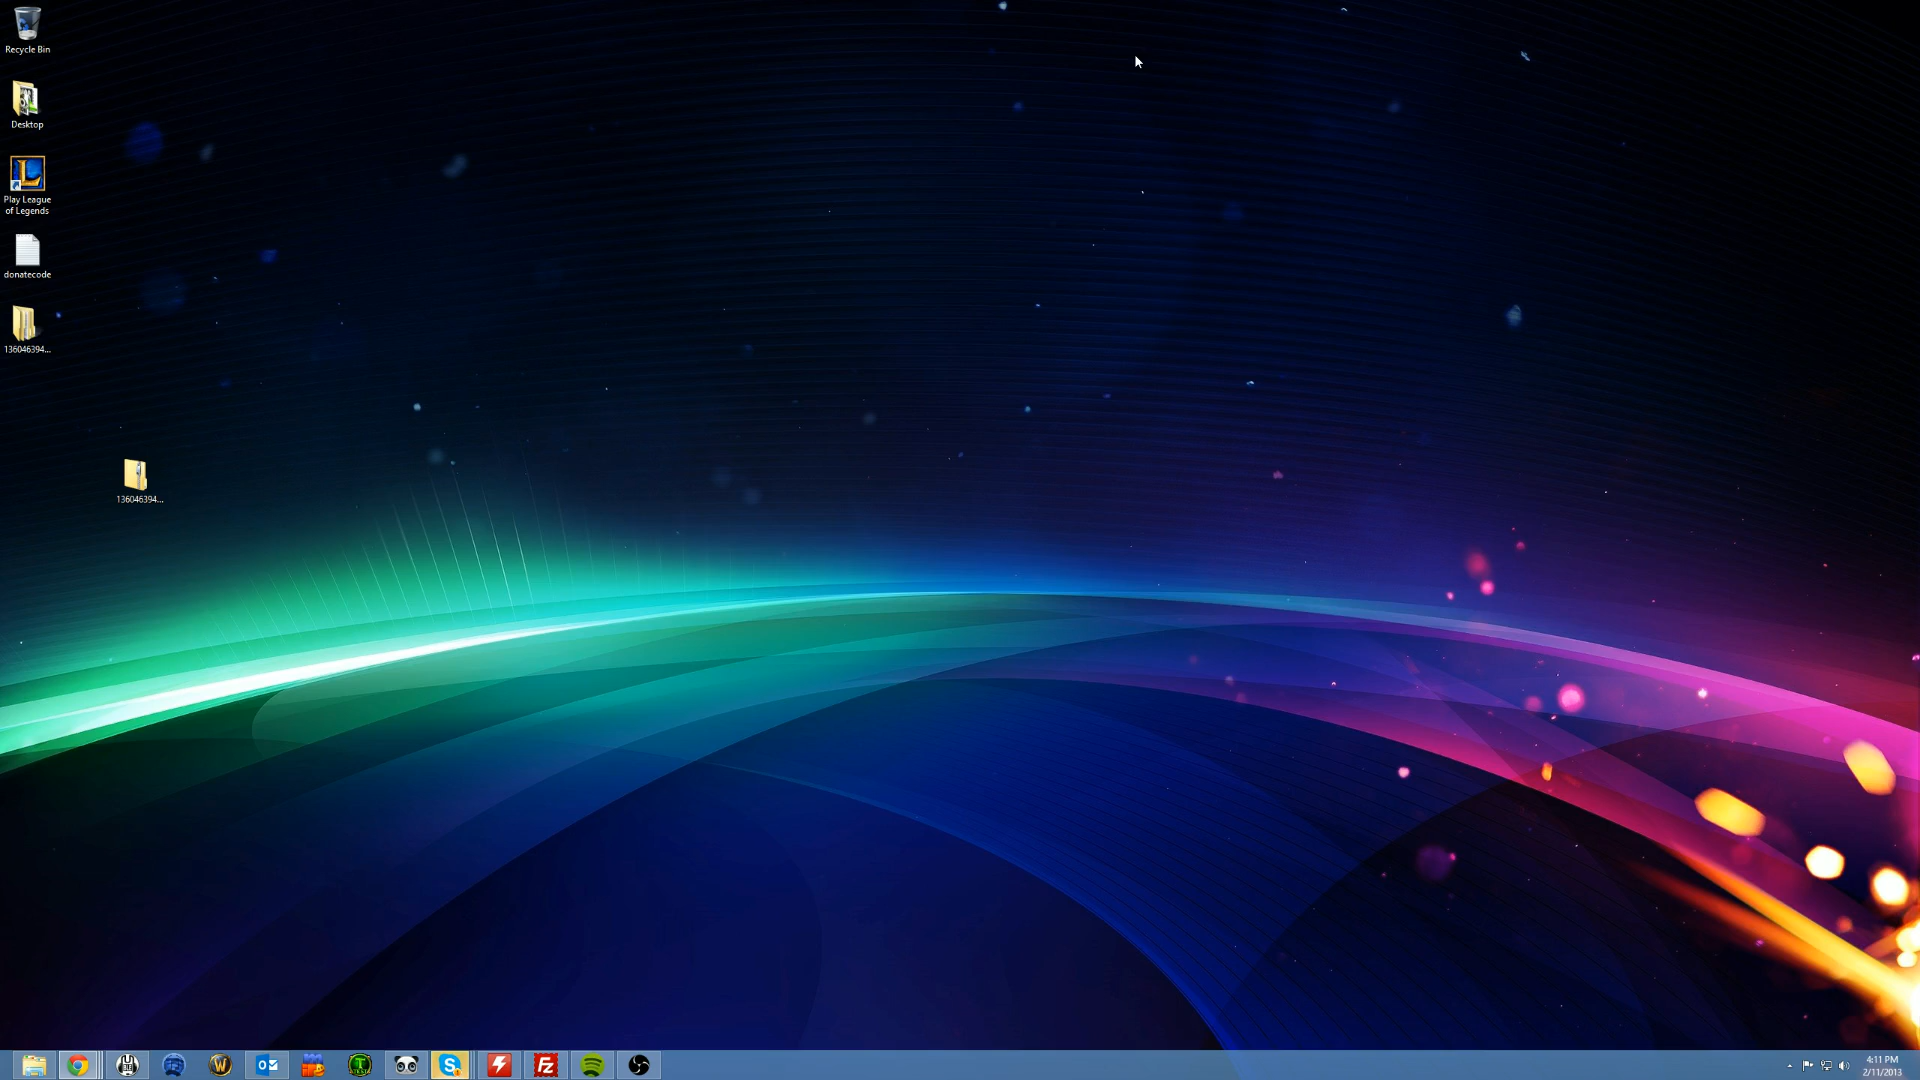 Recycle Bin
Desktop
Play League
of Legends
donatecode
136046394...
136046394...
4:11 PM
2/11/2013